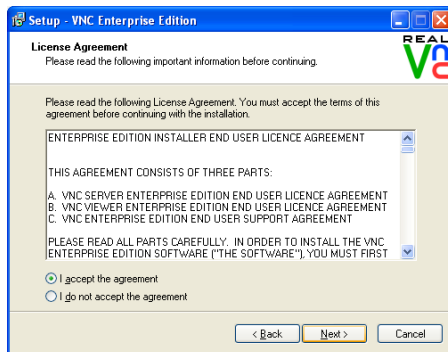 Setup - VNC Enterprise Edition
License Agreement
Please read the following important information before continuing.
REAL
VNC
Please read the following License Agreement. You must accept the terms of this
agreement before continuing with the installation.
ENTERPRISE EDITION INSTALLER END USER LICENCE AGREEMENT
THIS AGREEMENT CONSISTS OF THREE PARTS:
A. VNC SERVER ENTERPRISE EDITION END USER LICENCE AGREEMENT
B. VNC VIEWER ENTERPRISE EDITION END USER LICENCE AGREEMENT
C. VNC ENTERPRISE EDITION END USER SUPPORT AGREEMENT
PLEASE READ ALL PARTS CAREFULLY. IN ORDER TO INSTALL THE VNC
ENTERPRISE EDITION SOFTWARE ("THE SOFTWARE"), YOU MUST FIRST
I accept the agreement
I do not accept the agreement
< Back
Next >
Cancel